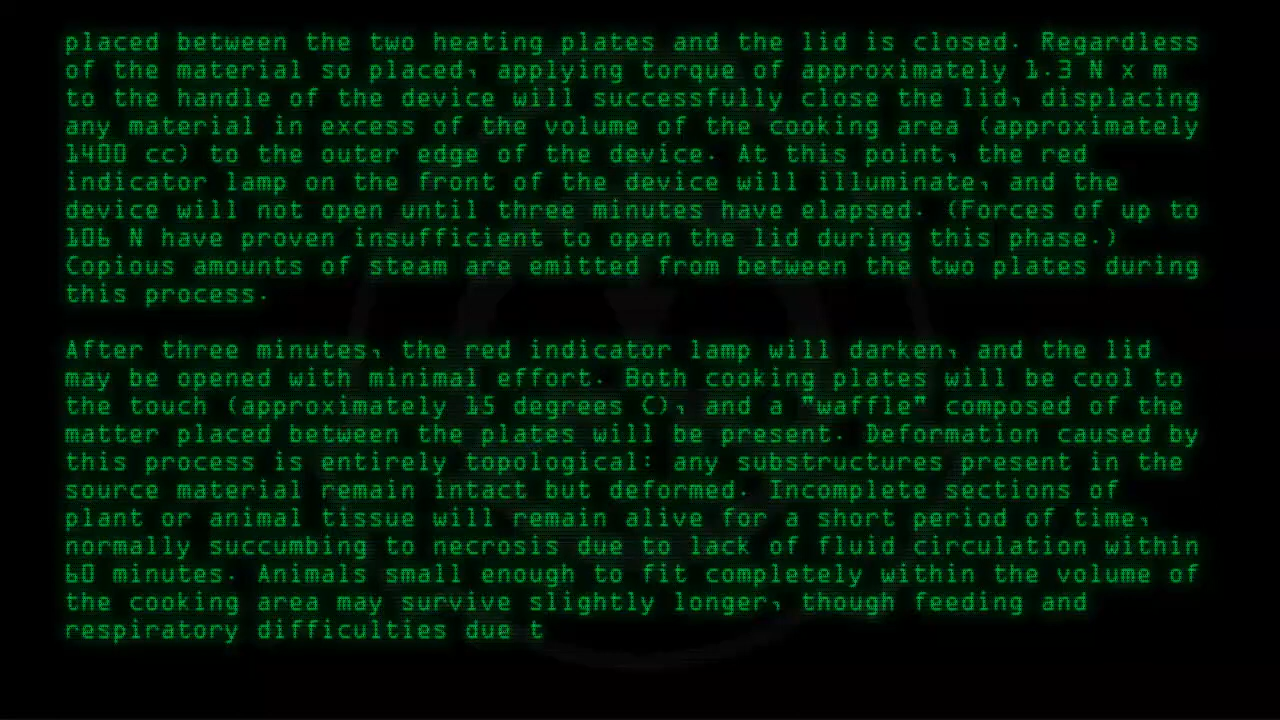 placed between the two heating plates and the lid is closed. Regardless
of the material so placed, applying torque of approximately 1.3 N x m
to the handle of the device will successfully close the lid, displacing
any material in excess of the volume of the cooking area (approximately
1400 cc) to the outer edge of the device. At this point, the red
indicator lamp on the front of the device will illuminate, and the
device will not open until three minutes have elapsed. (Forces of up to
106 N have proven insufficient to open the lid during this phase.)
Copious amounts of steam are emitted from between the two plates during
this process.
After three minutes, the red indicator lamp will darken, and the lid
may be opened with minimal effort. Both cooking plates will be cool to
the touch (approximately 15 degrees C), and a "waffle" composed of the
matter placed between the plates will be present. Deformation caused by
this process is entirely topological: any substructures present in the
source material remain intact but deformed. Incomplete sections of
plant or animal tissue will remain alive for a short period of time,
normally succumbing to necrosis due to lack of fluid circulation within
60 minutes. Animals small enough to fit completely within the volume of
the cooking area may survive slightly longer, though feeding and
respiratory difficulties due t